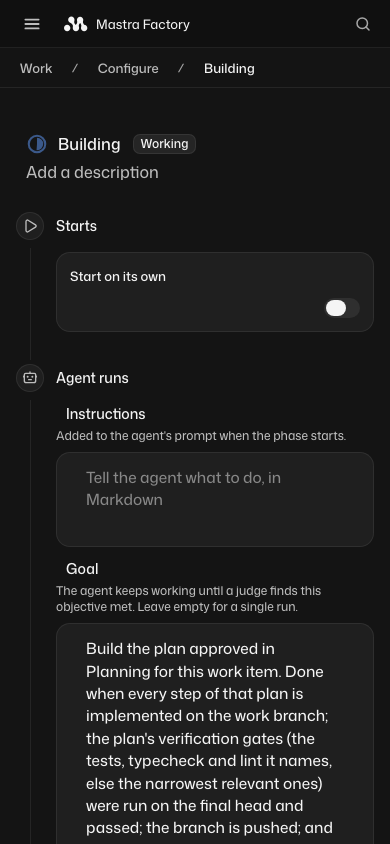 Mastra Factory
Work / Configure / Building
Building Working
Add a description
Starts
Start on its own
Agent runs
Instructions
Added to the agent's prompt when the phase starts.
Tell the agent what to do, in
Markdown
Goal
The agent keeps working until a judge finds this
objective met. Leave empty for a single run.
Build the plan approved in
Planning for this work item. Done
when every step of that plan is
implemented on the work branch;
the plan's verification gates (the
tests, typecheck and lint it names,
else the narrowest relevant ones)
were run on the final head and
passed; the branch is pushed; and